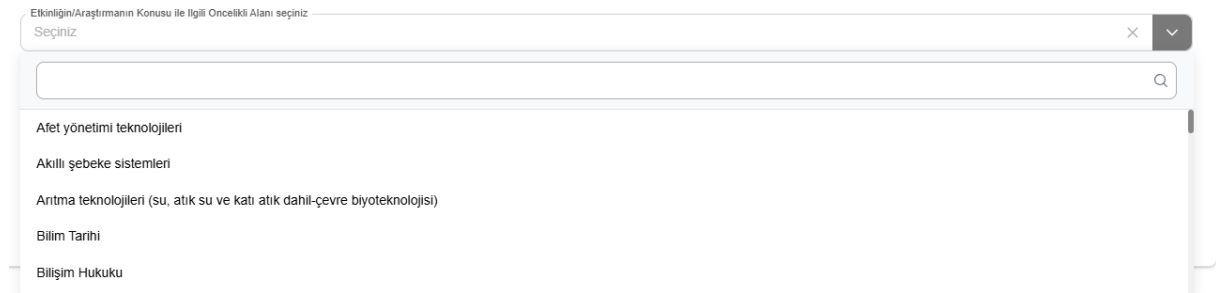 Etkinliğin/Araştırmanın Konusu ile Ilgili Oncelikli Alanı seçiniz
Seçiniz
Afet yönetimi teknolojileri
Akıllı şebeke sistemleri
Arıtma teknolojileri (su, atık su ve katı atık dahil-çevre biyoteknolojisi)
Bilim Tarihi
Bilişim Hukuku